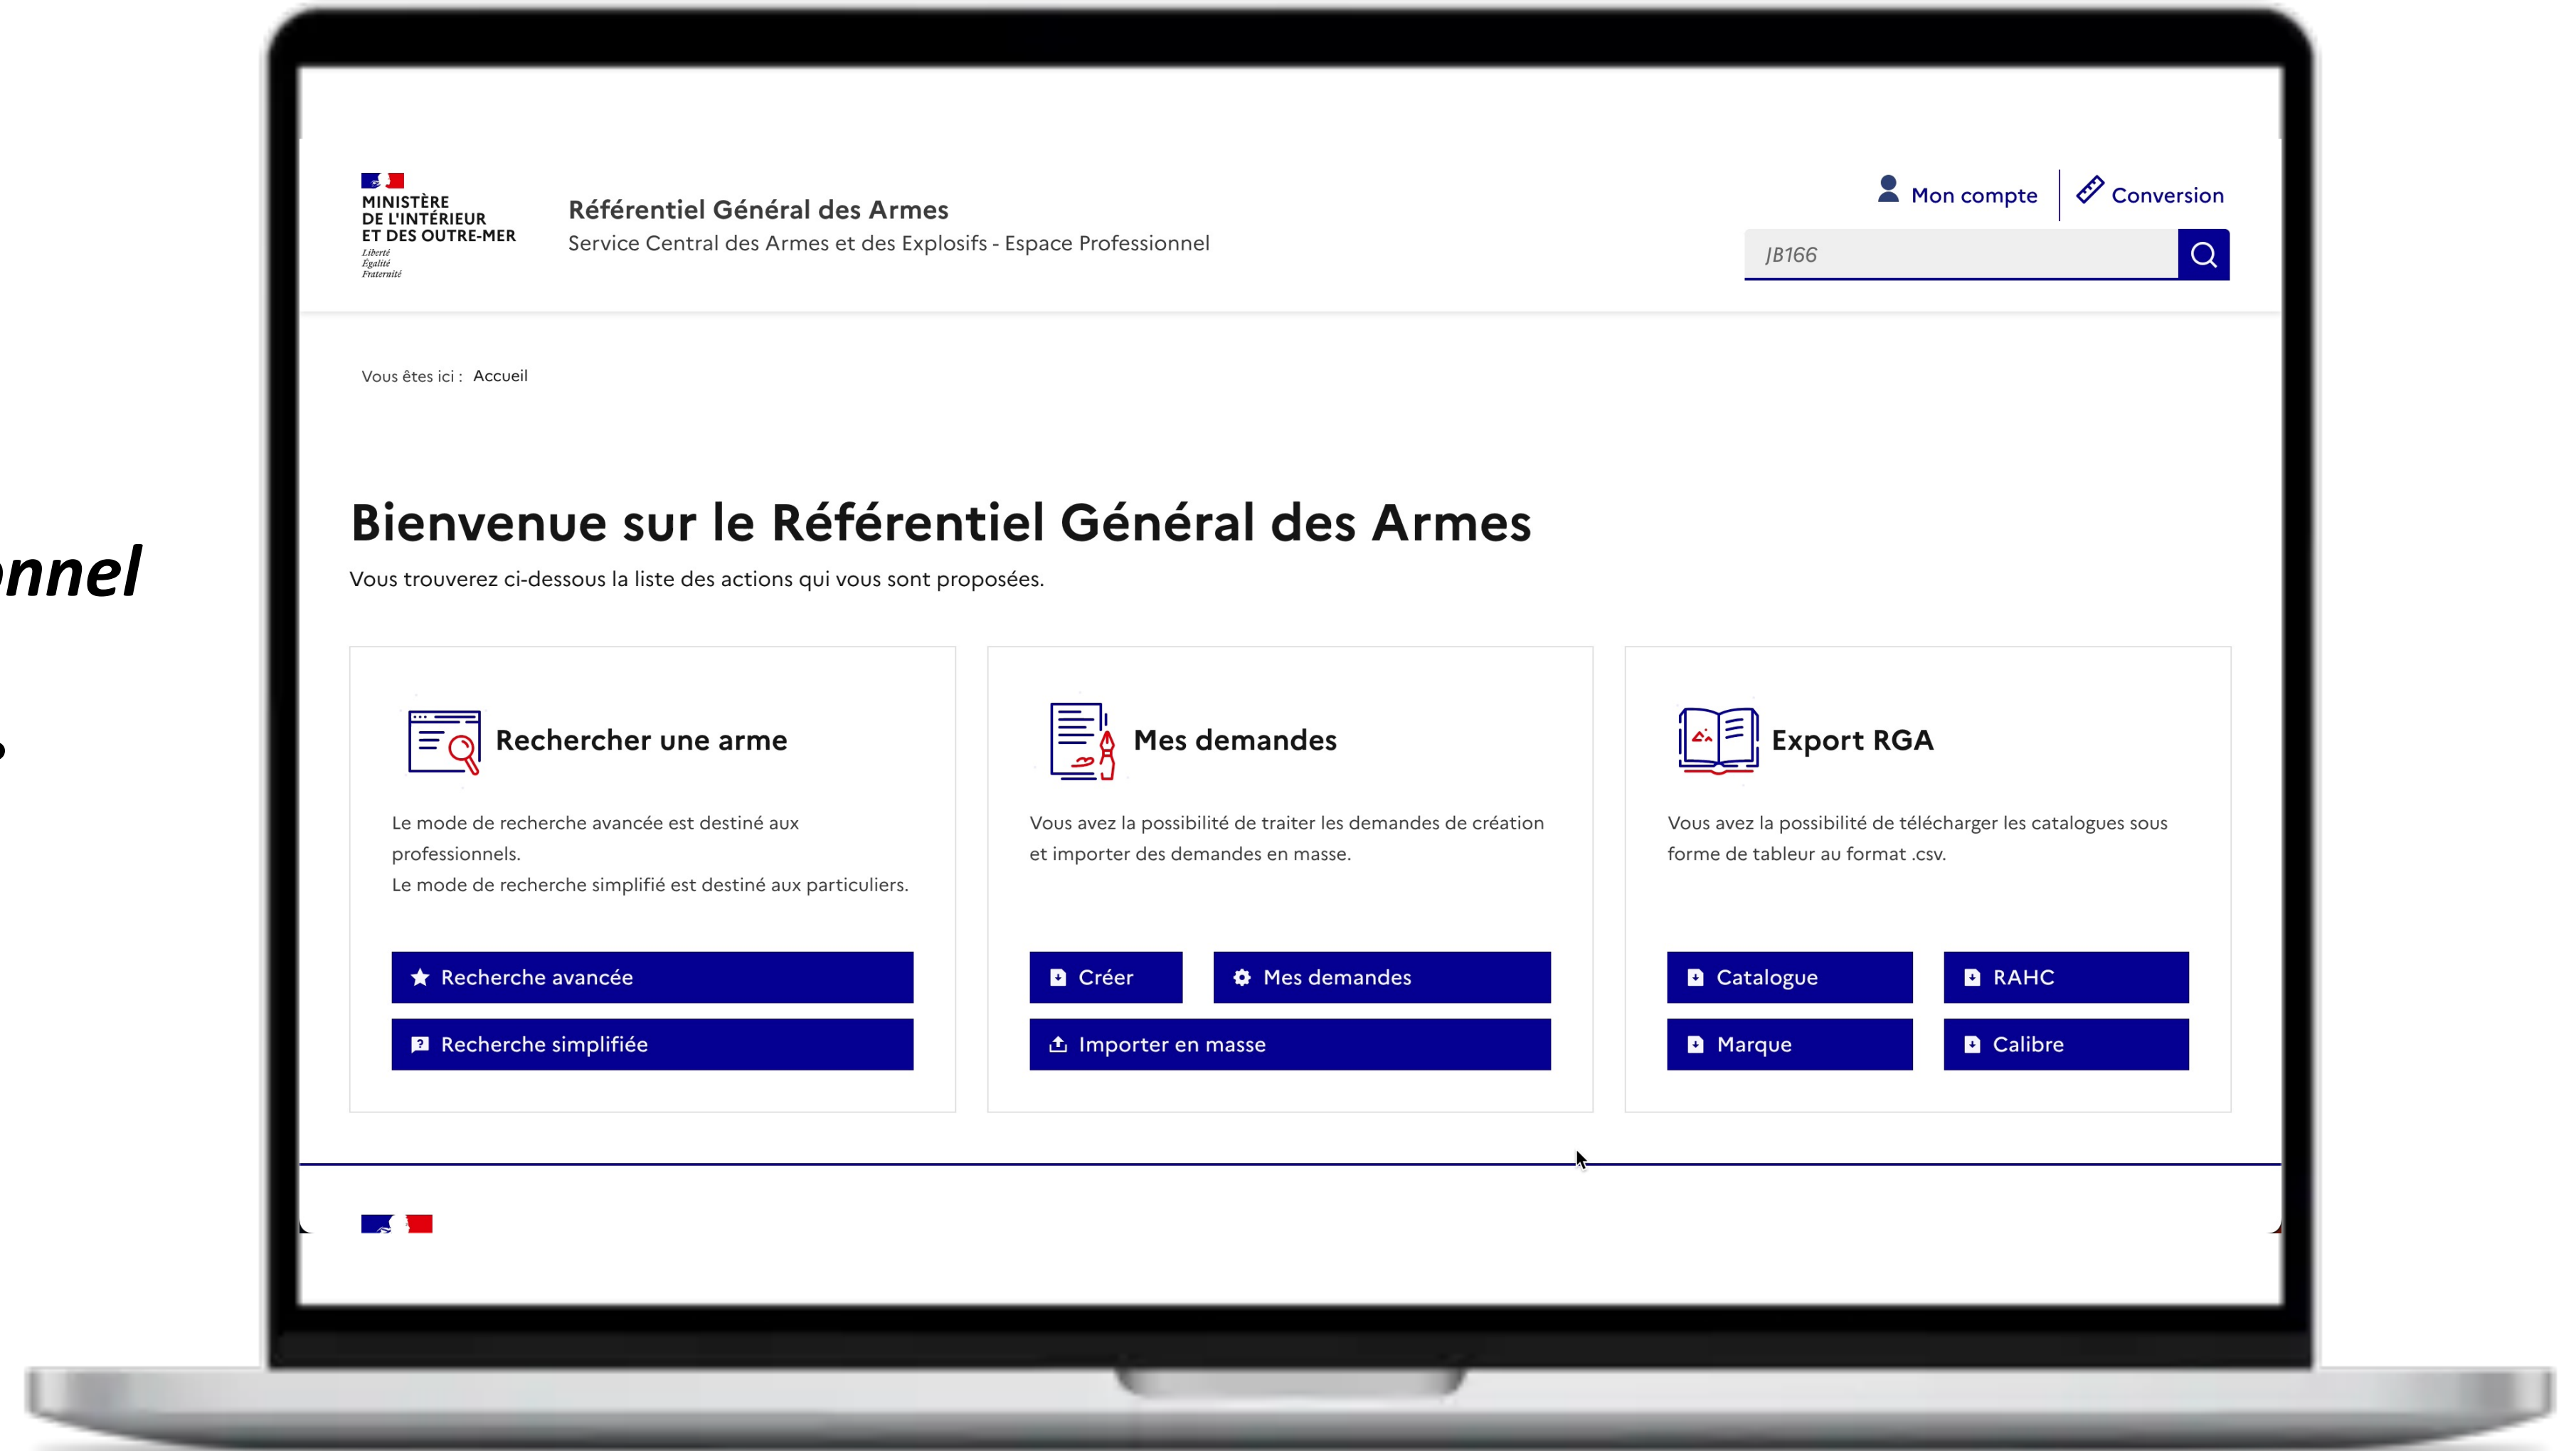 MINISTÈRE
DE L'INTÉRIEUR
ET DES OUTRE-MER
Liberté
Égalité
Fraternité
Référentiel Général des Armes
Service Central des Armes et des Explosifs - Espace Professionnel
Mon compte
Conversion
JB166
Vous êtes ici : Accueil
Bienvenue sur le Référentiel Général des Armes
Vous trouverez ci-dessous la liste des actions qui vous sont proposées.
onnel
.
Rechercher une arme
Le mode de recherche avancée est destiné aux
professionnels.
Le mode de recherche simplifié est destiné aux particuliers.
Recherche avancée
Recherche simplifiée
Mes demandes
Vous avez la possibilité de traiter les demandes de création
et importer des demandes en masse.
Créer
Mes demandes
Importer en masse
Export RGA
Vous avez la possibilité de télécharger les catalogues sous
forme de tableur au format .csv.
Catalogue
RAHC
Marque
Calibre